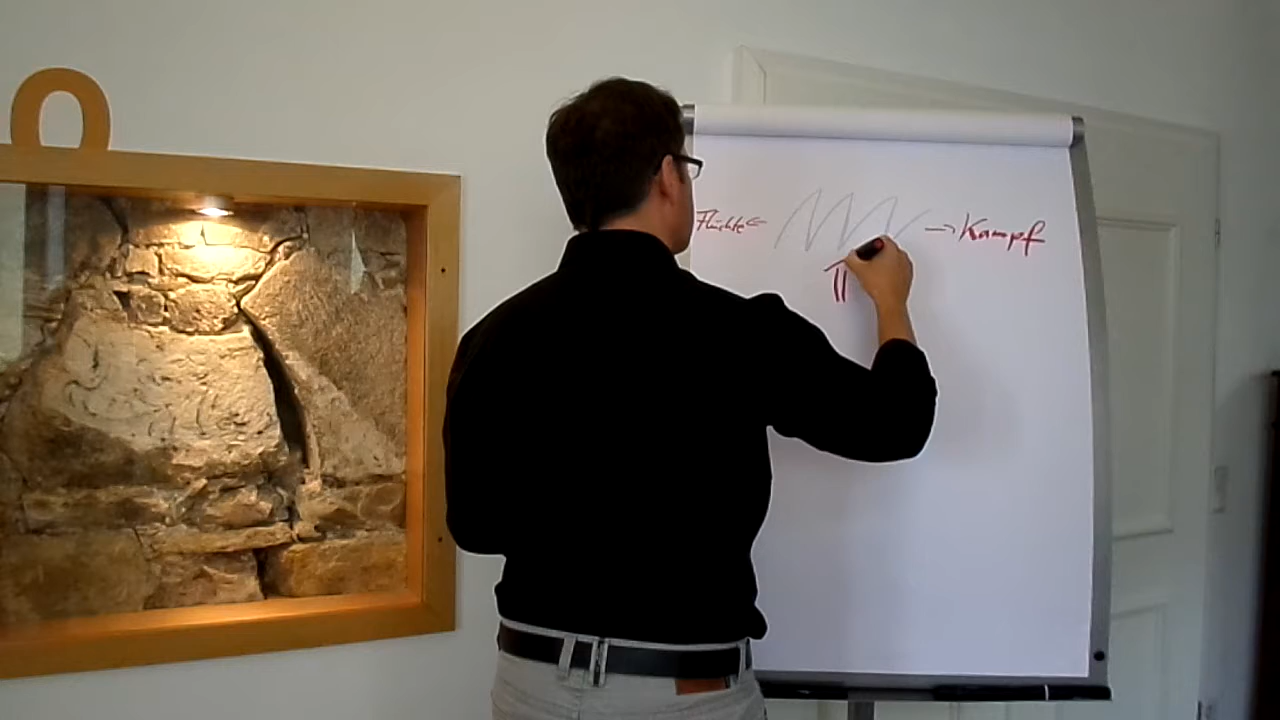 Flüchte ← → Kampf